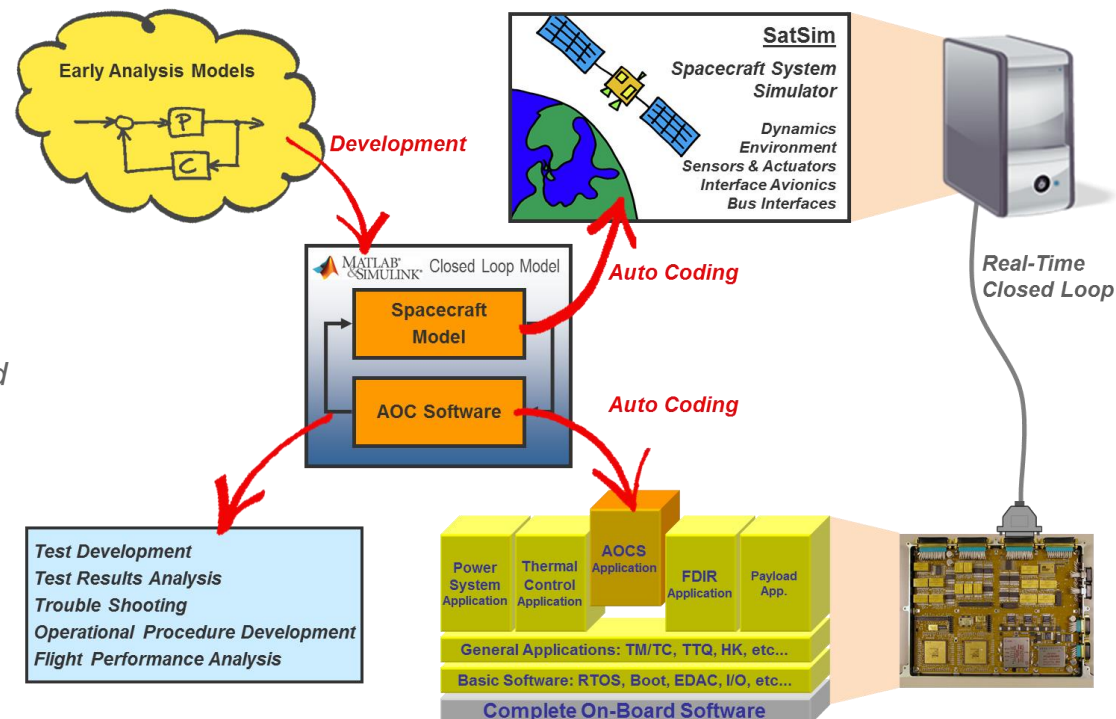 Early Analysis Models
P
C
Development
SatSim
Spacecraft System
Simulator
Dynamics
Environment
Sensors & Actuators
Interface Avionics
Bus Interfaces
MATLAB®
&SIMULINK®
Closed Loop Model
Spacecraft
Model
AOC Software
Auto Coding
Auto Coding
Real-Time
Closed Loop
d
Test Development
Test Results Analysis
Trouble Shooting
Operational Procedure Development
Flight Performance Analysis
Power
System
Application
Thermal
Control
Application
AOCS
Application
FDIR
Application
Payload
App.
General Applications: TM/TC, TTQ, HK, etc...
Basic Software: RTOS, Boot, EDAC, I/O, etc...
Complete On-Board Software